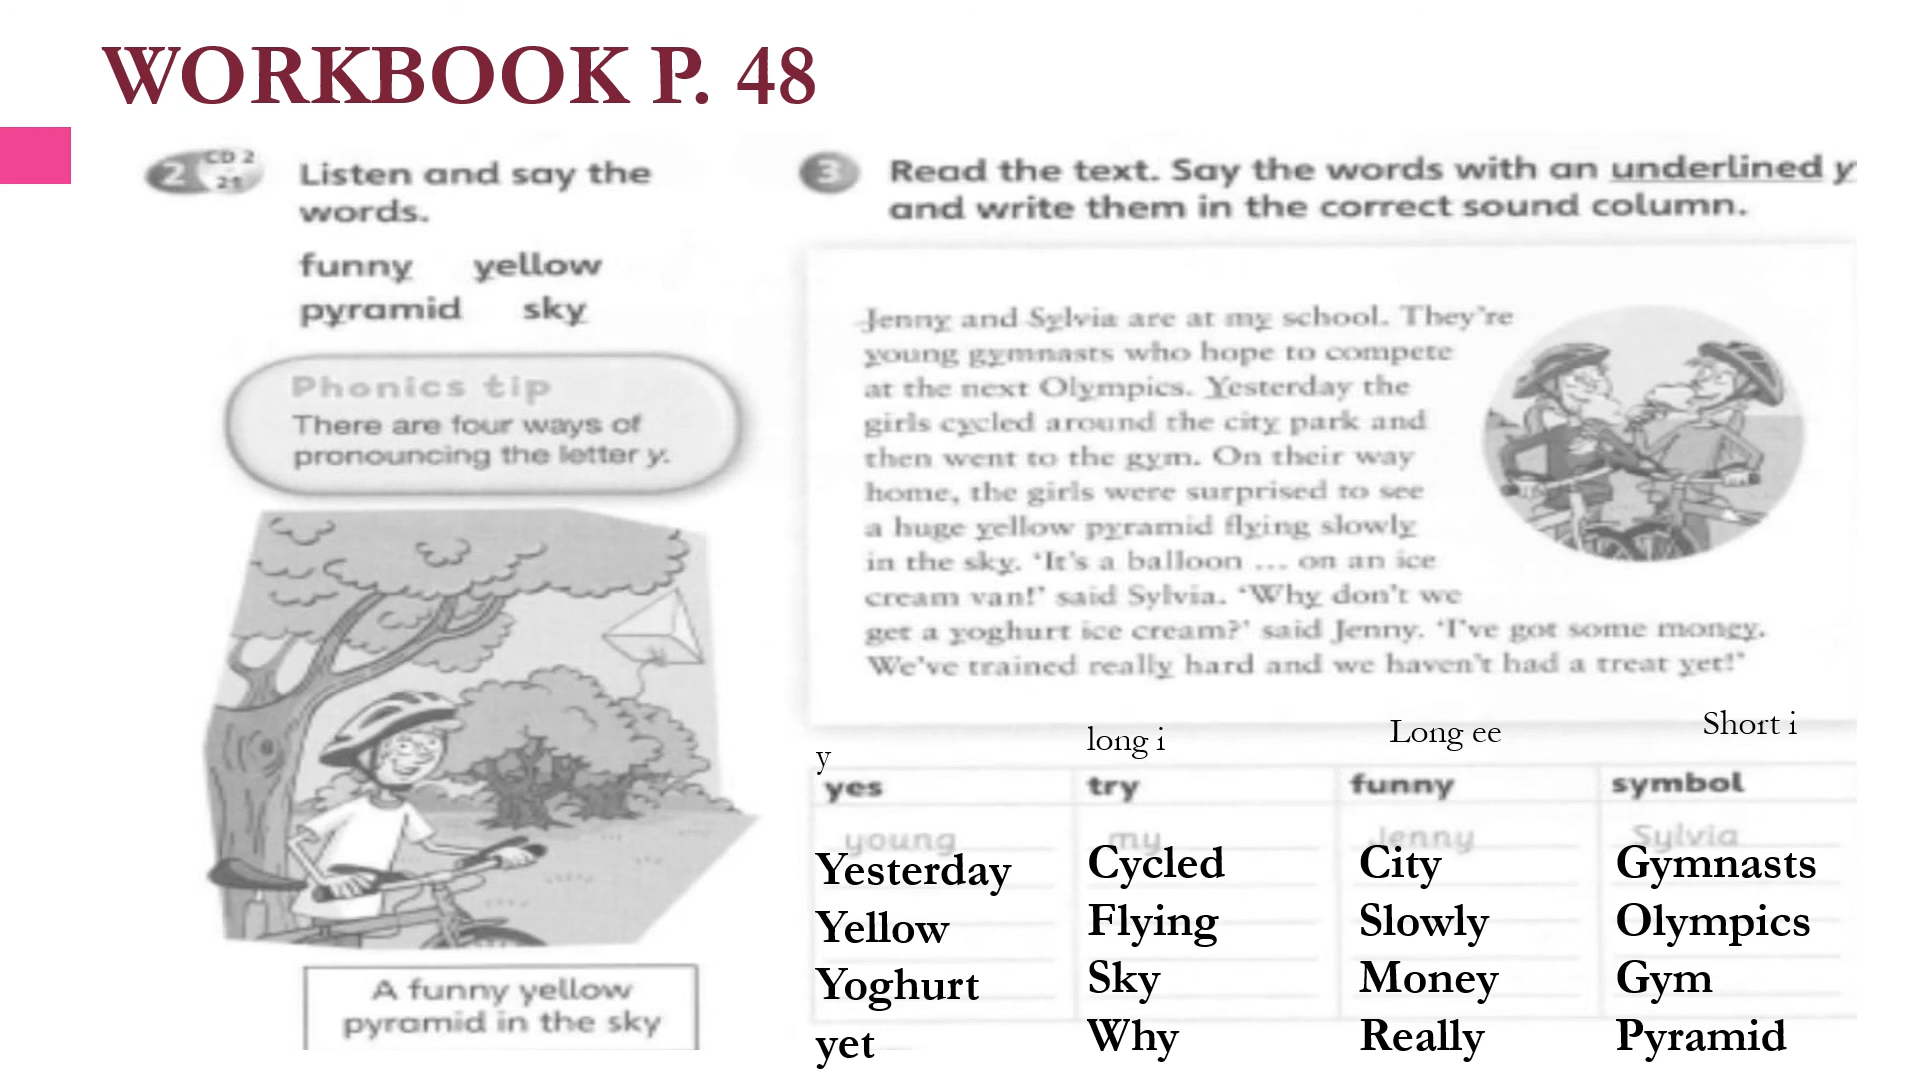 WORKBOOK P. 48
2 CD 2 21 Listen and say the
words.
funny yellow
pyramid sky
Phonics tip
There are four ways of
pronouncing the letter y.
A funny yellow
pyramid in the sky
3 Read the text. Say the words with an underlined y
and write them in the correct sound column.
Jenny and Sylvia are at my school. They're
young gymnasts who hope to compete
at the next Olympics. Yesterday the
girls cycled around the city park and
then went to the gym. On their way
home, the girls were surprised to see
a huge yellow pyramid flying slowly
in the sky. 'It's a balloon ... on an ice
cream van!' said Sylvia. 'Why don't we
get a yoghurt ice cream?' said Jenny. 'I've got some money.
We've trained really hard and we haven't had a treat yet!'
y long i Long ee Short i
yes try funny symbol
young my Jenny Sylvia
Yesterday Cycled City Gymnasts
Yellow Flying Slowly Olympics
Yoghurt Sky Money Gym
yet Why Really Pyramid